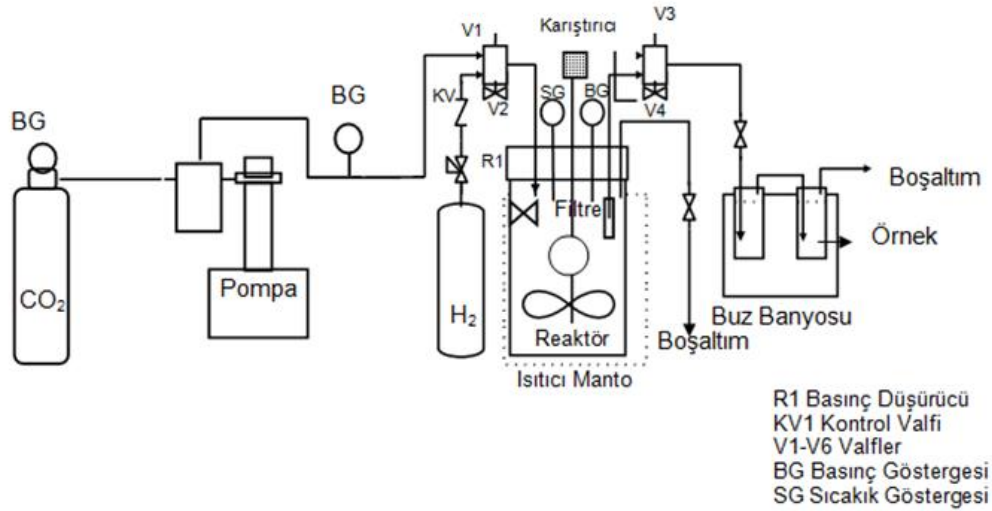 V1
Karıştırıcı
V3
BG
BG
KV
V2
SG
BG
V4
R1
Filtre
Boşaltım
Örnek
CO2
Pompa
H2
Reaktör
Boşaltım
Buz Banyosu
Isıtıcı Manto
R1 Basınç Düşürücü
KV1 Kontrol Valfi
V1-V6 Valfler
BG Basınç Göstergesi
SG Sıcakık Göstergesi